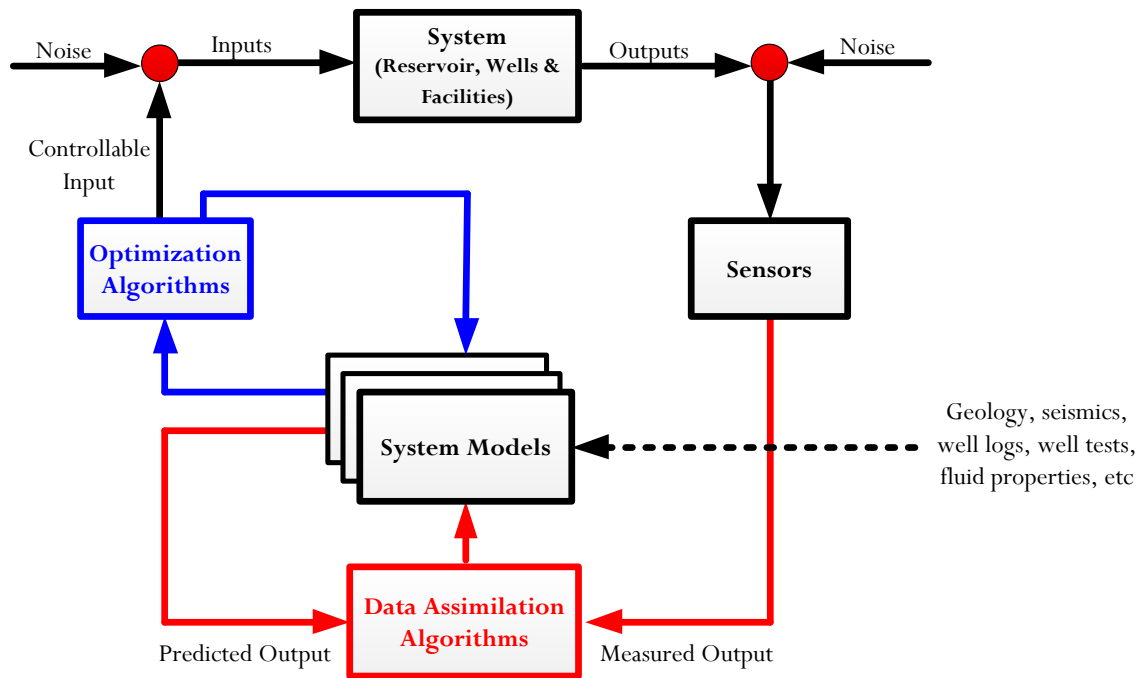 Noise
Inputs
System
(Reservoir, Wells &
Facilities)
Outputs
Noise
Controllable
Input
Optimization
Algorithms
Sensors
System Models
Geology, seismics,
well logs, well tests,
fluid properties, etc
Data Assimilation
Algorithms
Predicted Output
Measured Output